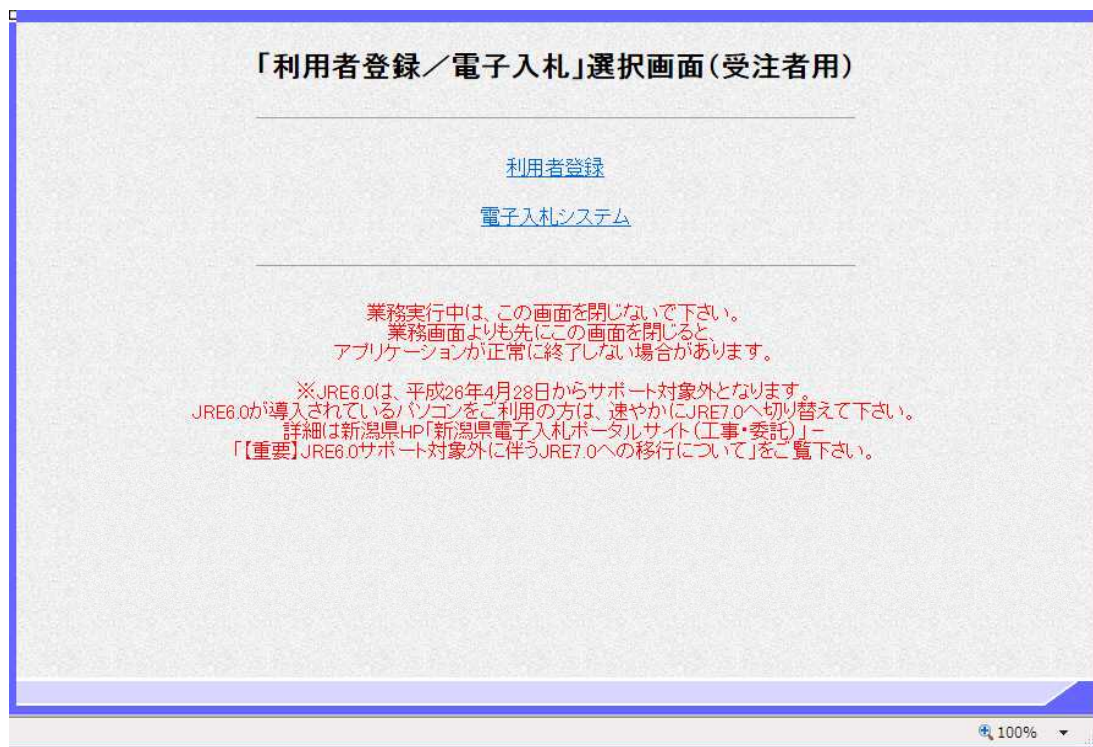 「利用者登録／電子入札」選択画面(受注者用)
利用者登録
電子入札システム
業務実行中は、この画面を閉じないで下さい。
業務画面よりも先にこの画面を閉じると、
アプリケーションが正常に終了しない場合があります。
※JRE6.0は、平成26年4月28日からサポート対象外となります。
JRE6.0が導入されているパソコンをご利用の方は、速やかにJRE7.0へ切り替えて下さい。
詳細は新潟県HP「新潟県電子入札ポータルサイト(工事・委託)」－
「【重要】JRE6.0サポート対象外に伴うJRE7.0への移行について」をご覧下さい。
100%